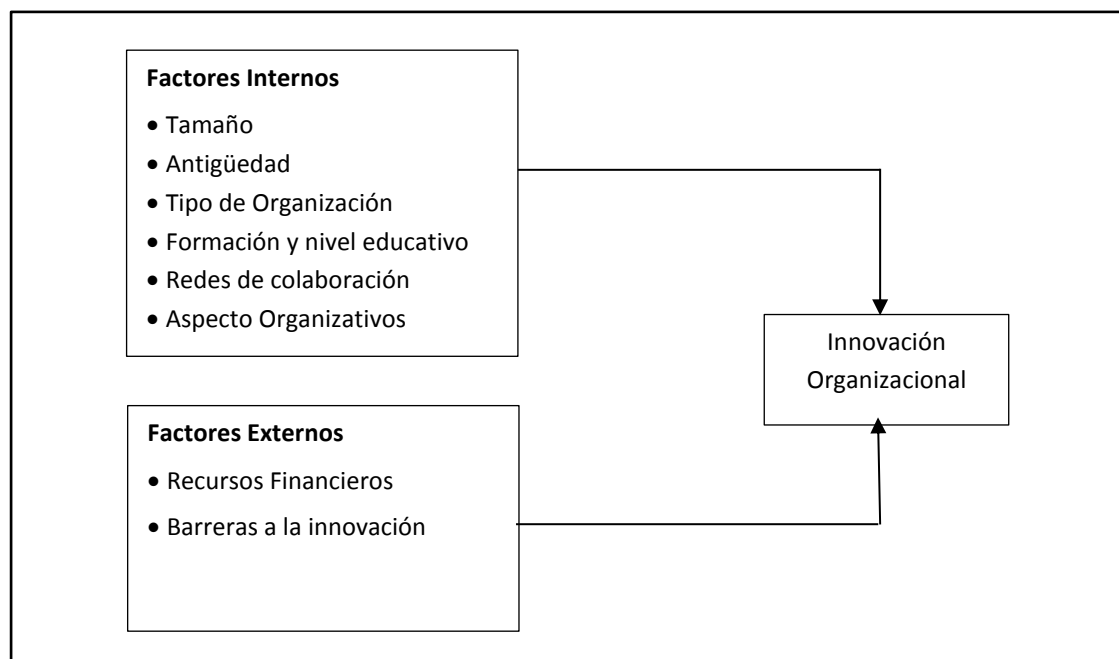 Factores Internos
• Tamaño
• Antigüedad
• Tipo de Organización
• Formación y nivel educativo
• Redes de colaboración
• Aspecto Organizativos
Innovación
Organizacional
Factores Externos
• Recursos Financieros
• Barreras a la innovación